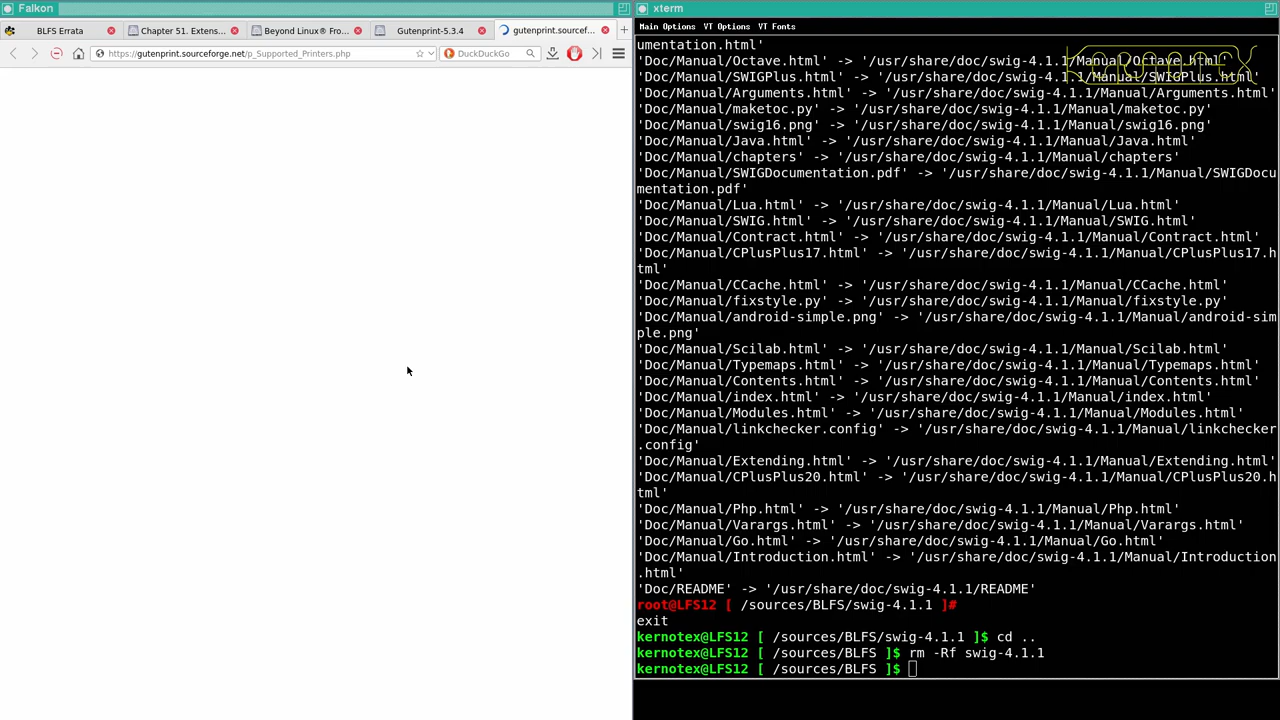 Falkon
BLFS Errata
Chapter 51. Extens...
Beyond Linux® Fro...
Gutenprint-5.3.4
gutenprint.sourcef...
https://gutenprint.sourceforge.net/p_Supported_Printers.php
DuckDuckGo
xterm
Main Options VT Options VT Fonts
KERNOTEX
umentation.html'
'Doc/Manual/Octave.html' -> '/usr/share/doc/swig-4.1.1/Manual/Octave.html'
'Doc/Manual/SWIGPlus.html' -> '/usr/share/doc/swig-4.1.1/Manual/SWIGPlus.html'
'Doc/Manual/Arguments.html' -> '/usr/share/doc/swig-4.1.1/Manual/Arguments.html'
'Doc/Manual/maketoc.py' -> '/usr/share/doc/swig-4.1.1/Manual/maketoc.py'
'Doc/Manual/swig16.png' -> '/usr/share/doc/swig-4.1.1/Manual/swig16.png'
'Doc/Manual/Java.html' -> '/usr/share/doc/swig-4.1.1/Manual/Java.html'
'Doc/Manual/chapters' -> '/usr/share/doc/swig-4.1.1/Manual/chapters'
'Doc/Manual/SWIGDocumentation.pdf' -> '/usr/share/doc/swig-4.1.1/Manual/SWIGDocu
mentation.pdf'
'Doc/Manual/Lua.html' -> '/usr/share/doc/swig-4.1.1/Manual/Lua.html'
'Doc/Manual/SWIG.html' -> '/usr/share/doc/swig-4.1.1/Manual/SWIG.html'
'Doc/Manual/Contract.html' -> '/usr/share/doc/swig-4.1.1/Manual/Contract.html'
'Doc/Manual/CPlusPlus17.html' -> '/usr/share/doc/swig-4.1.1/Manual/CPlusPlus17.h
tml'
'Doc/Manual/CCache.html' -> '/usr/share/doc/swig-4.1.1/Manual/CCache.html'
'Doc/Manual/fixstyle.py' -> '/usr/share/doc/swig-4.1.1/Manual/fixstyle.py'
'Doc/Manual/android-simple.png' -> '/usr/share/doc/swig-4.1.1/Manual/android-sim
ple.png'
'Doc/Manual/Scilab.html' -> '/usr/share/doc/swig-4.1.1/Manual/Scilab.html'
'Doc/Manual/Typemaps.html' -> '/usr/share/doc/swig-4.1.1/Manual/Typemaps.html'
'Doc/Manual/Contents.html' -> '/usr/share/doc/swig-4.1.1/Manual/Contents.html'
'Doc/Manual/index.html' -> '/usr/share/doc/swig-4.1.1/Manual/index.html'
'Doc/Manual/Modules.html' -> '/usr/share/doc/swig-4.1.1/Manual/Modules.html'
'Doc/Manual/linkchecker.config' -> '/usr/share/doc/swig-4.1.1/Manual/linkchecker
.config'
'Doc/Manual/Extending.html' -> '/usr/share/doc/swig-4.1.1/Manual/Extending.html'
'Doc/Manual/CPlusPlus20.html' -> '/usr/share/doc/swig-4.1.1/Manual/CPlusPlus20.h
tml'
'Doc/Manual/Php.html' -> '/usr/share/doc/swig-4.1.1/Manual/Php.html'
'Doc/Manual/Varargs.html' -> '/usr/share/doc/swig-4.1.1/Manual/Varargs.html'
'Doc/Manual/Go.html' -> '/usr/share/doc/swig-4.1.1/Manual/Go.html'
'Doc/Manual/Introduction.html' -> '/usr/share/doc/swig-4.1.1/Manual/Introduction
.html'
'Doc/README' -> '/usr/share/doc/swig-4.1.1/README'
root@LFS12 [ /sources/BLFS/swig-4.1.1 ]#
exit
kernotex@LFS12 [ /sources/BLFS/swig-4.1.1 ]$ cd ..
kernotex@LFS12 [ /sources/BLFS ]$ rm -Rf swig-4.1.1
kernotex@LFS12 [ /sources/BLFS ]$